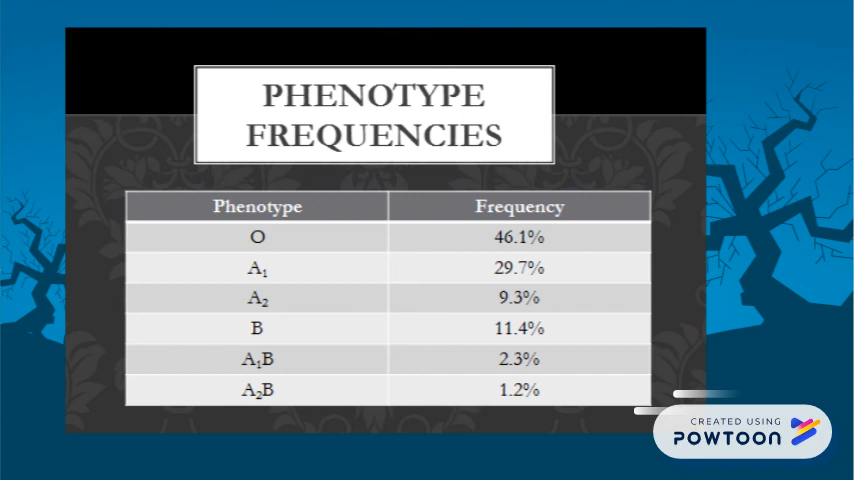 PHENOTYPE
FREQUENCIES
Phenotype Frequency
O 46.1%
A₁ 29.7%
A₂ 9.3%
B 11.4%
A₁B 2.3%
A₂B 1.2%
CREATED USING
POWTOON